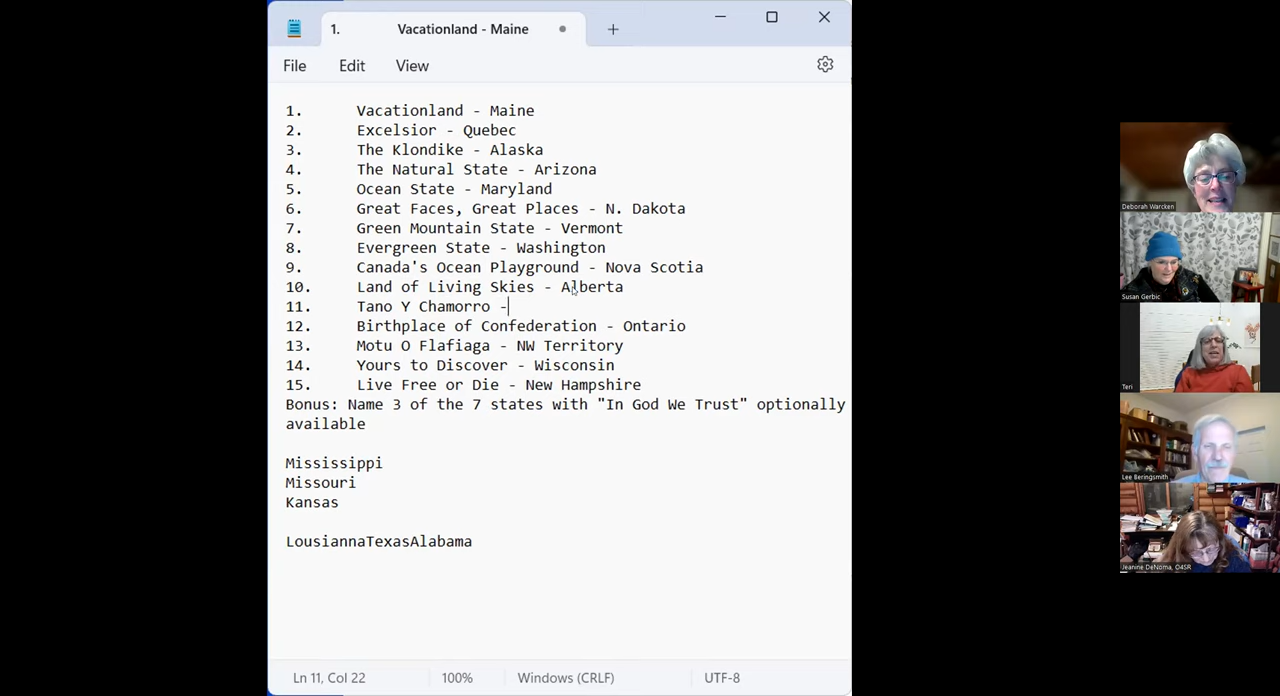 1. Vacationland - Maine
File Edit View
1. Vacationland - Maine
2. Excelsior - Quebec
3. The Klondike - Alaska
4. The Natural State - Arizona
5. Ocean State - Maryland
6. Great Faces, Great Places - N. Dakota
7. Green Mountain State - Vermont
8. Evergreen State - Washington
9. Canada's Ocean Playground - Nova Scotia
10. Land of Living Skies - Alberta
11. Tano Y Chamorro -
12. Birthplace of Confederation - Ontario
13. Motu O Flafiaga - NW Territory
14. Yours to Discover - Wisconsin
15. Live Free or Die - New Hampshire
Bonus: Name 3 of the 7 states with "In God We Trust" optionally
available
Mississippi
Missouri
Kansas
LousiannaTexasAlabama
Ln 11, Col 22 100% Windows (CRLF) UTF-8
Deborah Warcken
Susan Gerbic
Teri
Lee Beringsmith
Jeanine DeNoma, O4SR